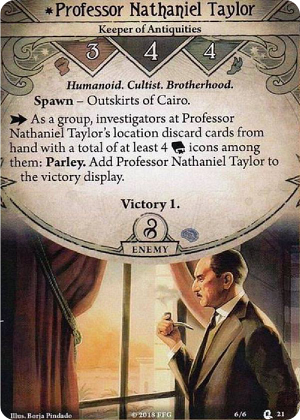 Professor Nathaniel Taylor
Keeper of Antiquities
3 4 4
Humanoid. Cultist. Brotherhood.
Spawn – Outskirts of Cairo.
As a group, investigators at Professor
Nathaniel Taylor's location discard cards from
hand with a total of at least 4 icons among
them: Parley. Add Professor Nathaniel Taylor to
the victory display.
Victory 1.
ENEMY
Illus. Borja Pindado
© 2018 FFG
6/6
21